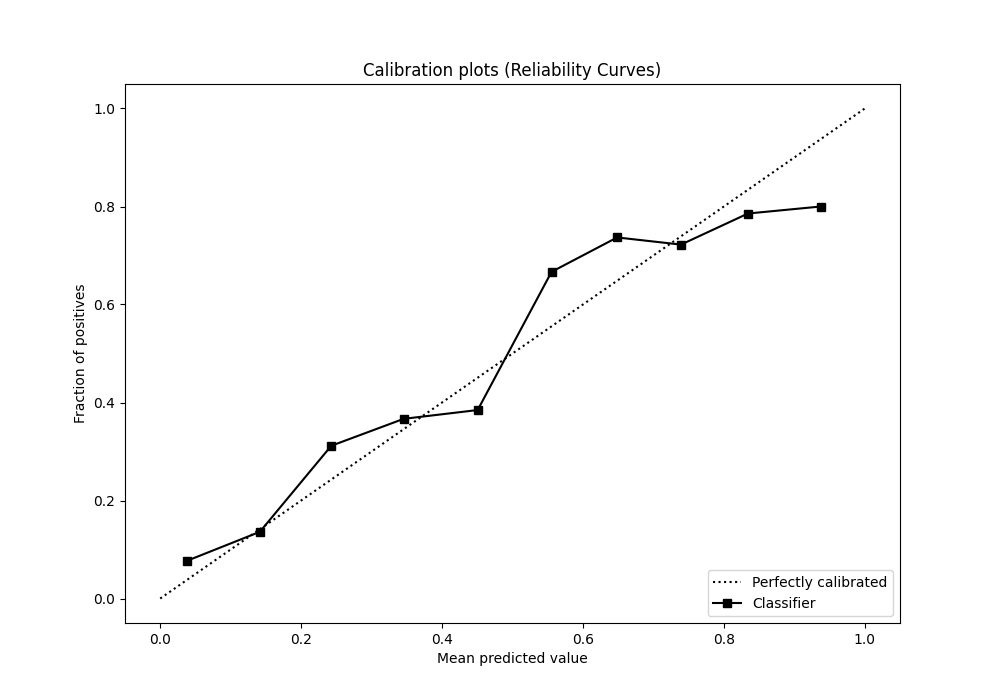 Calibration plots (Reliability Curves)
1.0
0.8
0.6
0.4
0.2
0.0
Fraction of positives
Perfectly calibrated
Classifier
0.0 0.2 0.4 0.6 0.8 1.0
Mean predicted value